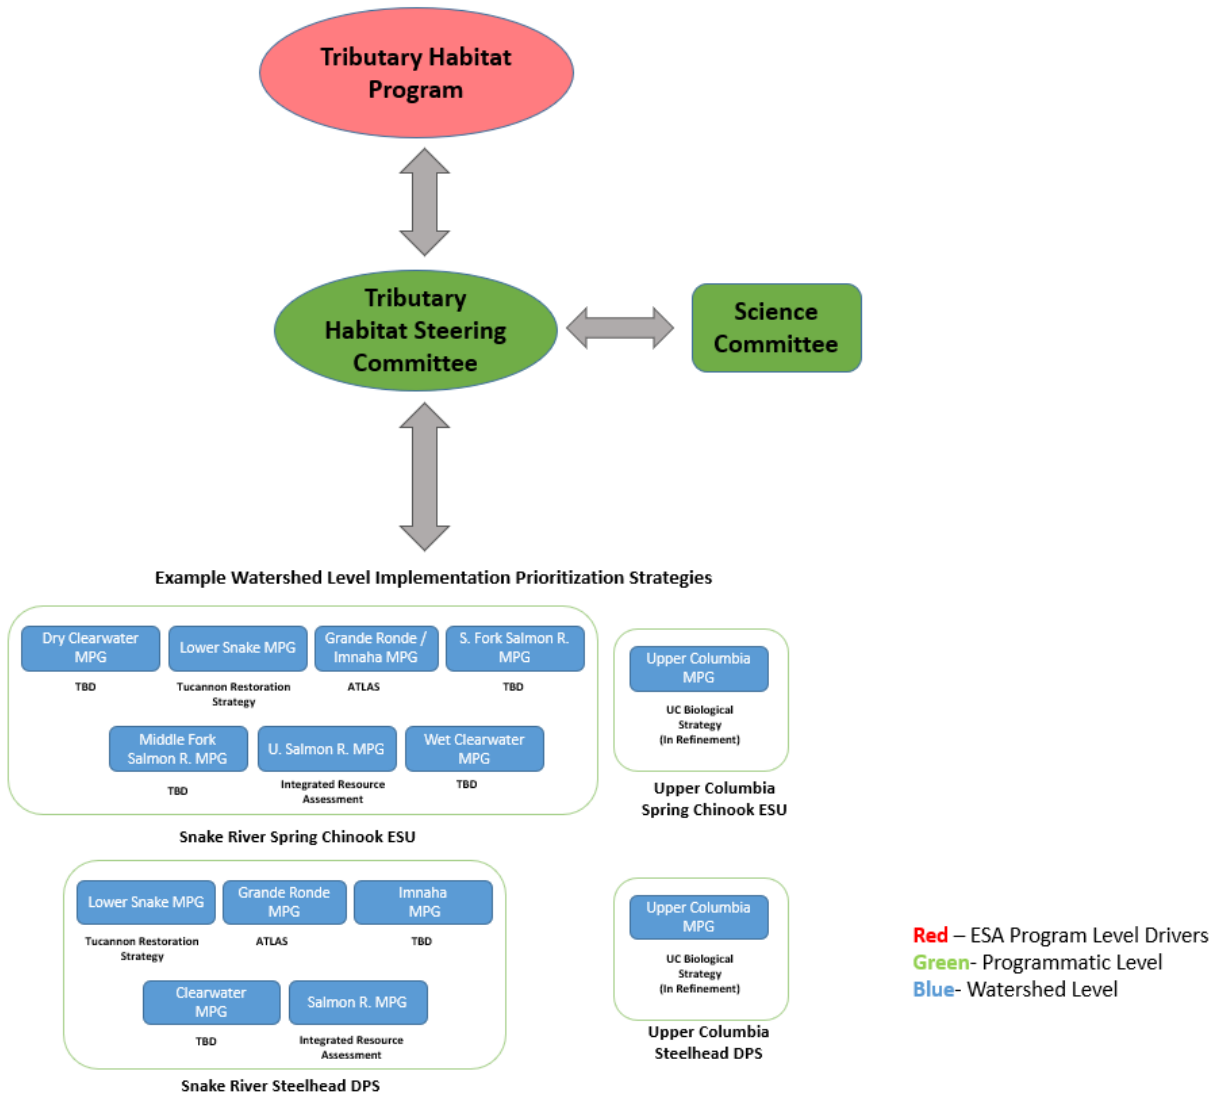 Tributary Habitat
Program
Tributary
Habitat Steering
Committee
Science
Committee
Example Watershed Level Implementation Prioritization Strategies
Dry Clearwater
MPG
TBD
Lower Snake MPG
Tucannon Restoration
Strategy
Grande Ronde /
Imnaha MPG
ATLAS
S. Fork Salmon R.
MPG
TBD
Middle Fork
Salmon R. MPG
TBD
U. Salmon R. MPG
Integrated Resource
Assessment
Wet Clearwater
MPG
TBD
Snake River Spring Chinook ESU
Upper Columbia
MPG
UC Biological
Strategy
(In Refinement)
Upper Columbia
Spring Chinook ESU
Lower Snake MPG
Tucannon Restoration
Strategy
Grande Ronde
MPG
ATLAS
Imnaha
MPG
TBD
Clearwater
MPG
TBD
Salmon R. MPG
Integrated Resource
Assessment
Snake River Steelhead DPS
Upper Columbia
MPG
UC Biological
Strategy
(In Refinement)
Upper Columbia
Steelhead DPS
Red – ESA Program Level Drivers
Green- Programmatic Level
Blue- Watershed Level